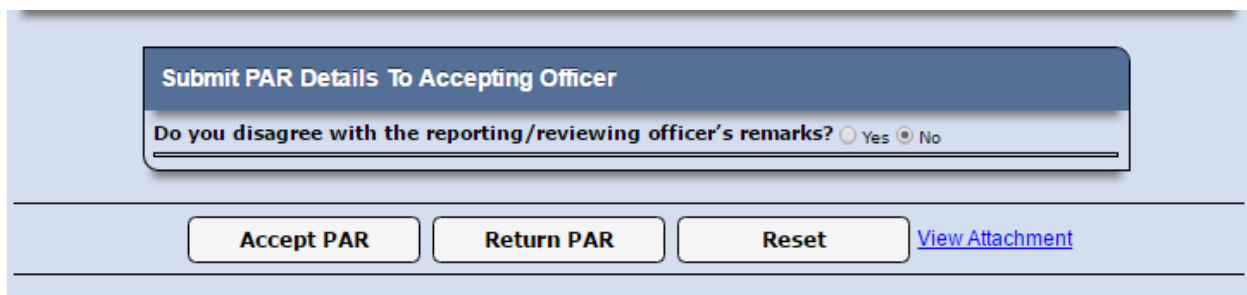 Submit PAR Details To Accepting Officer
Do you disagree with the reporting/reviewing officer's remarks? Yes No
Accept PAR Return PAR Reset View Attachment